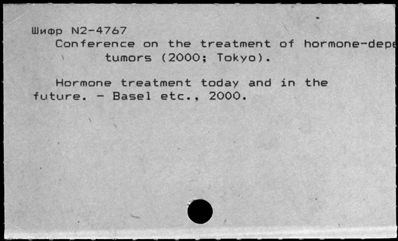 Шифр N2-4767
Conference on the treatment of hormone-depe
tumors (2000; Tokyo).
Hormone treatment today and in the
future. - Basel etc., 2000.